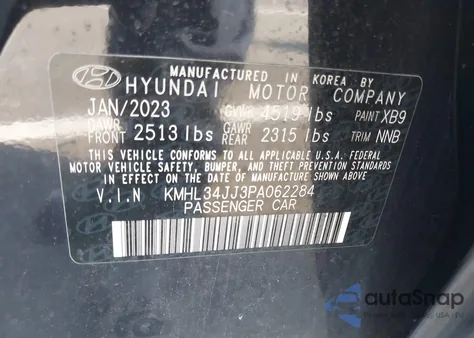 MANUFACTURED IN KOREA BY
HYUNDAI MOTOR COMPANY
JAN/2023 GVWR 4519 lbs PAINT XB9
GAWR FRONT 2513 lbs GAWR REAR 2315 lbs TRIM NNB
THIS VEHICLE CONFORMS TO ALL APPLICABLE U.S.A. FEDERAL
MOTOR VEHICLE SAFETY, BUMPER, AND THEFT PREVENTION STANDARDS
IN EFFECT ON THE DATE OF MANUFACTURE SHOWN ABOVE.
V.I.N KMHL34JJ3PA062284
PASSENGER CAR
autoSnap